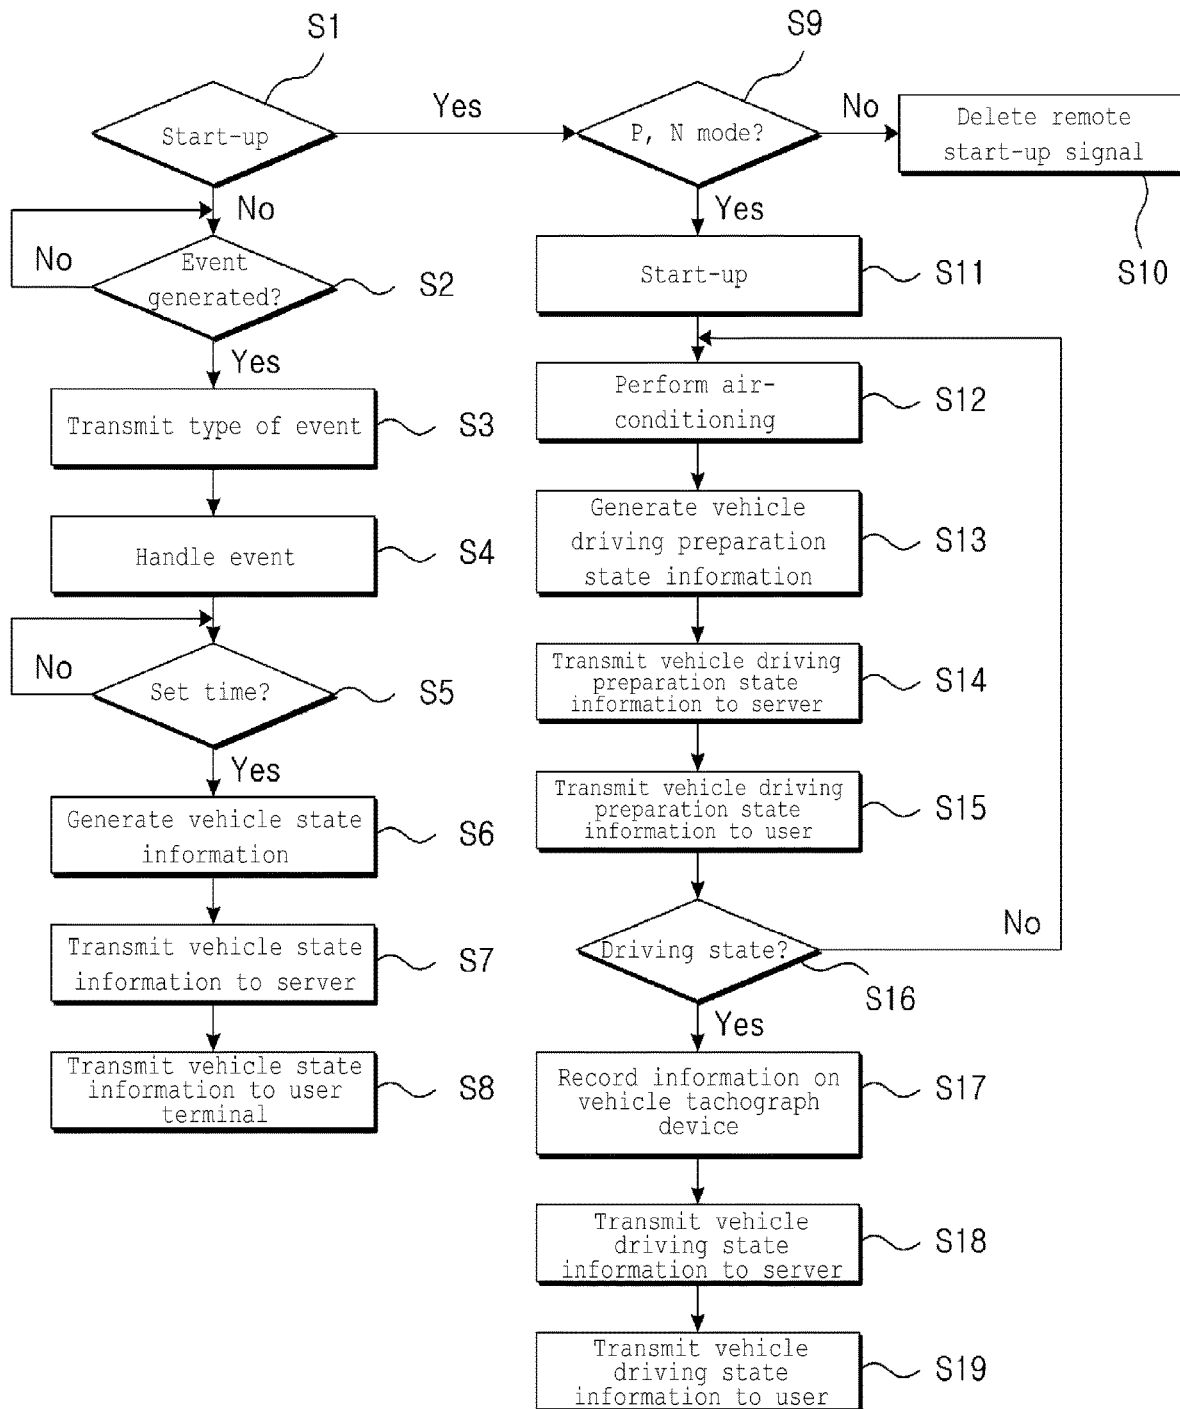 S1
Start-up
Yes
No
No
Event
generated?
S2
Yes
Transmit type of event
S3
Handle event
S4
No
Set time?
S5
Yes
Generate vehicle state
information
S6
Transmit vehicle state
information to server
S7
Transmit vehicle state
information to user
terminal
S8
S9
P, N mode?
No
Delete remote
start-up signal
S10
Yes
Start-up
S11
Perform air-
conditioning
S12
Generate vehicle
driving preparation
state information
S13
Transmit vehicle driving
preparation state
information to server
S14
Transmit vehicle driving
preparation state
information to user
S15
Driving state?
No
S16
Yes
Record information on
vehicle tachograph
device
S17
Transmit vehicle
driving state
information to server
S18
Transmit vehicle
driving state
information to user
S19